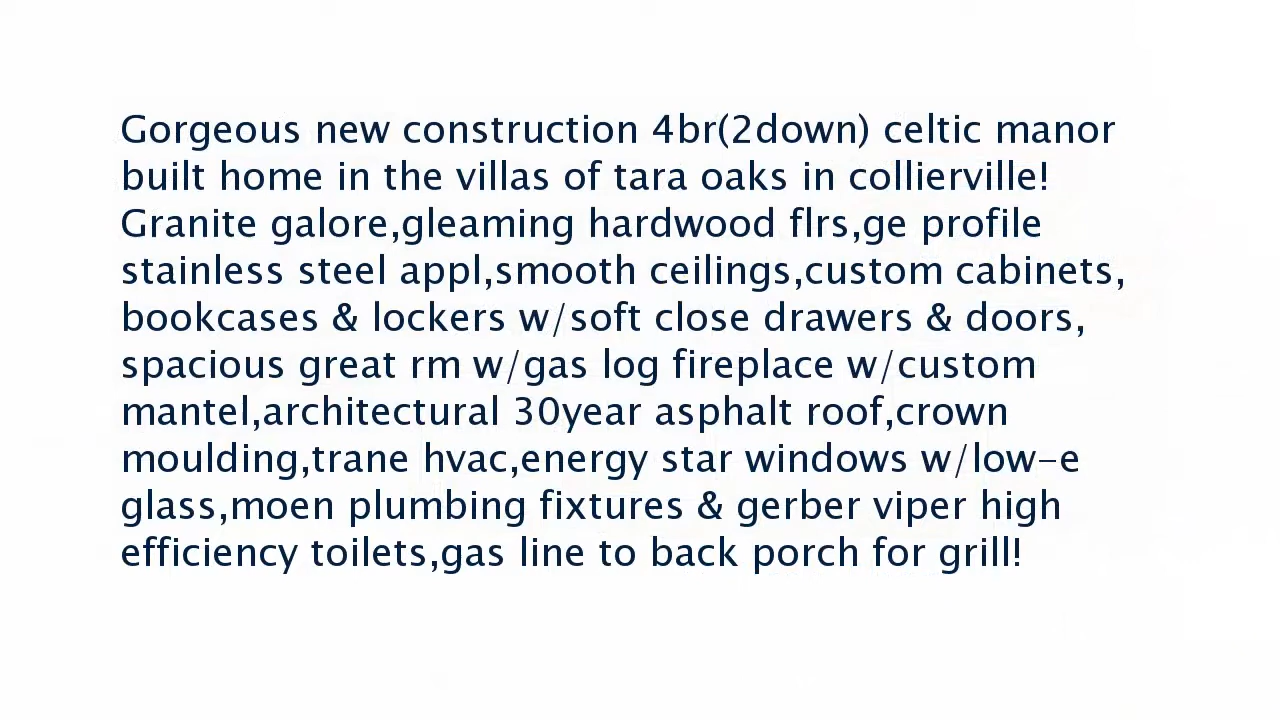 Gorgeous new construction 4br(2down) celtic manor
built home in the villas of tara oaks in collierville!
Granite galore,gleaming hardwood flrs,ge profile
stainless steel appl,smooth ceilings,custom cabinets,
bookcases & lockers w/soft close drawers & doors,
spacious great rm w/gas log fireplace w/custom
mantel,architectural 30year asphalt roof,crown
moulding,trane hvac,energy star windows w/low-e
glass,moen plumbing fixtures & gerber viper high
efficiency toilets,gas line to back porch for grill!